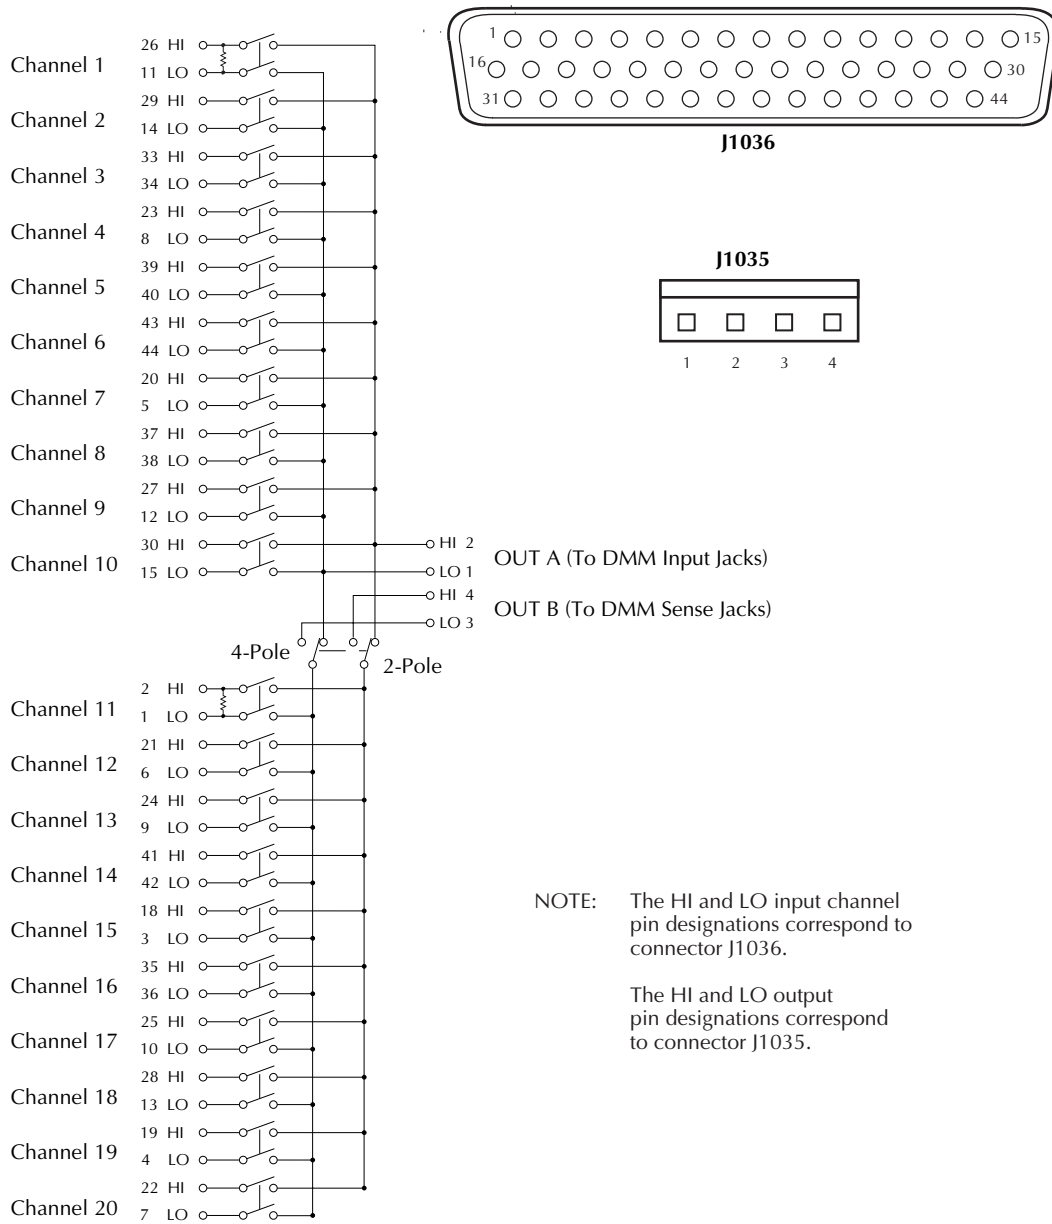 1
15
16
30
31
44
J1036
J1035
1 2 3 4
26 HI
Channel 1
11 LO
29 HI
Channel 2
14 LO
33 HI
Channel 3
34 LO
23 HI
Channel 4
8 LO
39 HI
Channel 5
40 LO
43 HI
Channel 6
44 LO
20 HI
Channel 7
5 LO
37 HI
Channel 8
38 LO
27 HI
Channel 9
12 LO
30 HI
Channel 10
15 LO
HI 2
OUT A (To DMM Input Jacks)
LO 1
HI 4
OUT B (To DMM Sense Jacks)
LO 3
4-Pole
2-Pole
2 HI
Channel 11
1 LO
21 HI
Channel 12
6 LO
24 HI
Channel 13
9 LO
41 HI
Channel 14
42 LO
18 HI
Channel 15
3 LO
35 HI
Channel 16
36 LO
25 HI
Channel 17
10 LO
28 HI
Channel 18
13 LO
19 HI
Channel 19
4 LO
22 HI
Channel 20
7 LO
NOTE: The HI and LO input channel
pin designations correspond to
connector J1036.
The HI and LO output
pin designations correspond
to connector J1035.